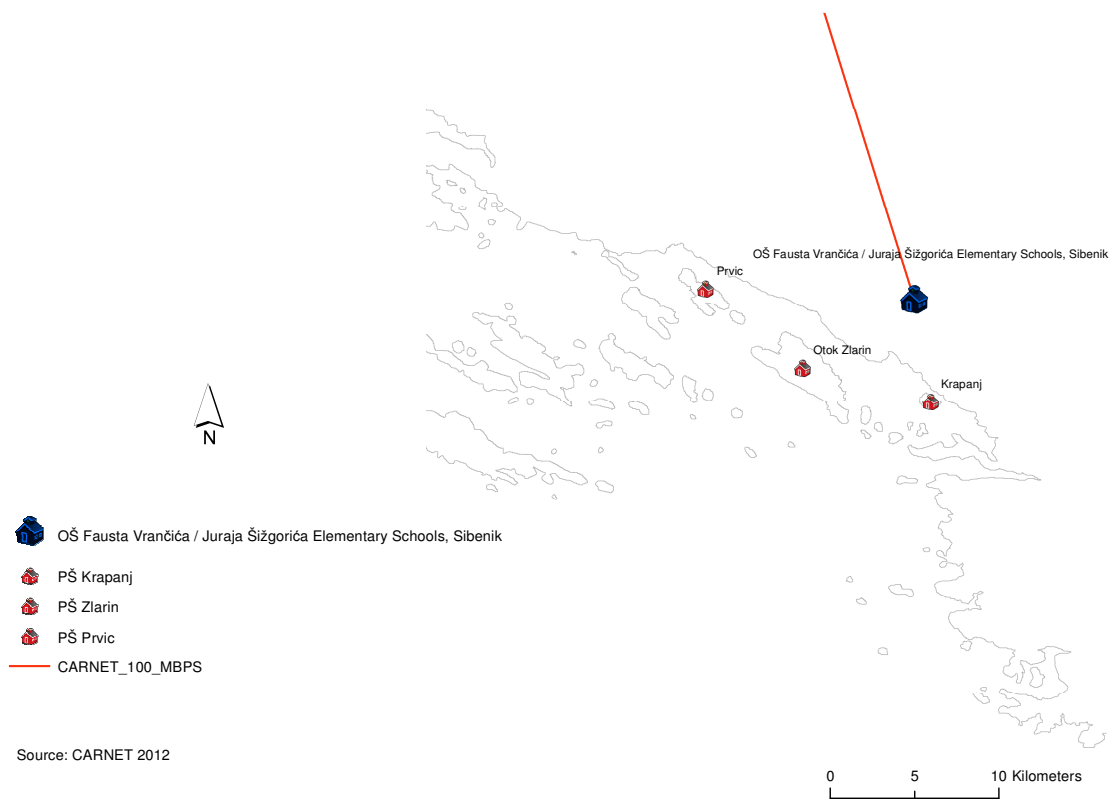 OŠ Fausta Vrančića / Juraja Šižgorića Elementary Schools, Sibenik
Prvic
Otok Zlarin
Krapanj
N
OŠ Fausta Vrančića / Juraja Šižgorića Elementary Schools, Sibenik
PŠ Krapanj
PŠ Zlarin
PŠ Prvic
CARNET_100_MBPS
Source: CARNET 2012
0 5 10 Kilometers